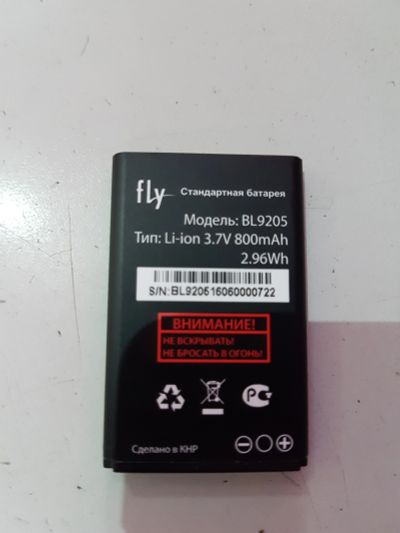 fly Стандартная батарея
Модель: BL9205
Тип: Li-ion 3.7V 800mAh
2.96Wh
S/N: BL920516060000722
ВНИМАНИЕ!
НЕ ВСКРЫВАТЬ!
НЕ БРОСАТЬ В ОГОНЬ!
Сделано в КНР